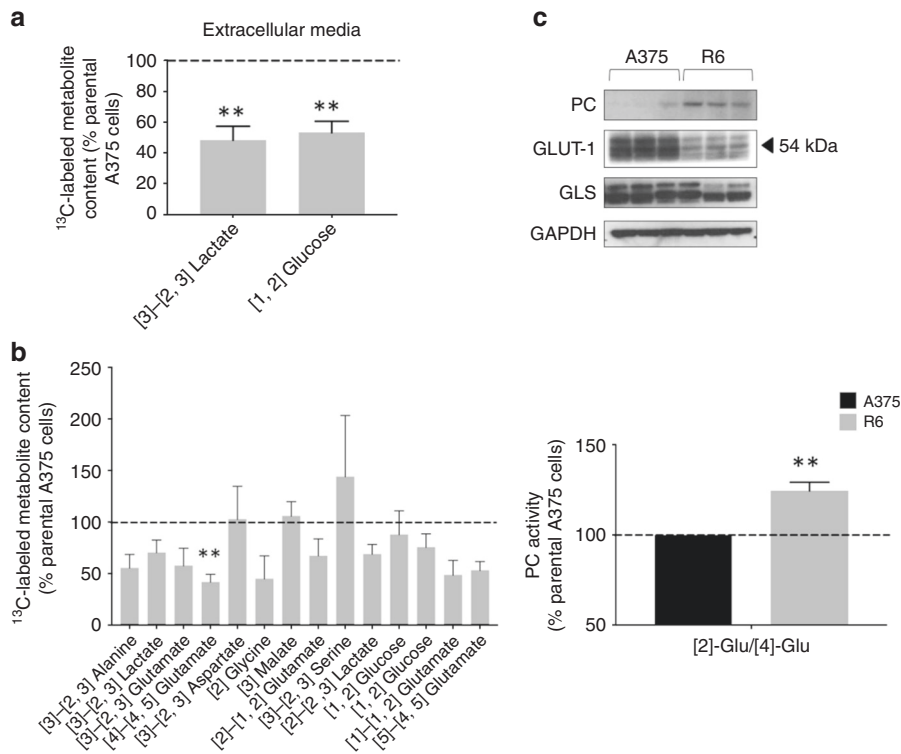 a
Extracellular media
¹³C-labeled metabolite
content (% parental
A375 cells)
100
80
60
40
20
0
**
**
[3]–[2, 3] Lactate
[1, 2] Glucose
c
A375
R6
PC
GLUT-1
54 kDa
GLS
GAPDH
b
¹³C-labeled metabolite content
(% parental A375 cells)
250
200
150
100
50
0
**
[3]–[2, 3] Alanine
[3]–[2, 3] Lactate
[3]–[2, 3] Glutamate
[4]–[4, 5] Glutamate
[3]–[2, 3] Aspartate
[2] Glycine
[3] Malate
[2]–[1, 2] Glutamate
[3]–[2, 3] Serine
[2]–[2, 3] Lactate
[1, 2] Glucose
[1, 2] Glucose
[1]–[1, 2] Glutamate
[5]–[4, 5] Glutamate
A375
R6
PC activity
(% parental A375 cells)
150
100
50
**
[2]-Glu/[4]-Glu